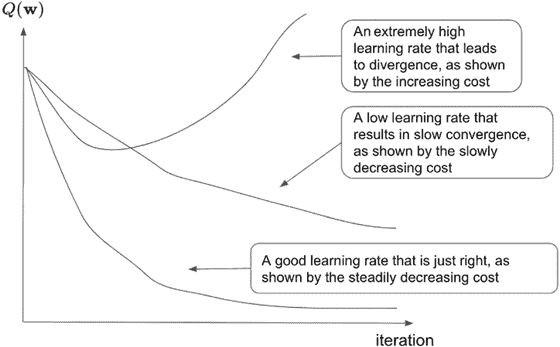 Q(w)
An extremely high
learning rate that leads
to divergence, as shown
by the increasing cost
A low learning rate that
results in slow convergence,
as shown by the slowly
decreasing cost
A good learning rate that is just right, as
shown by the steadily decreasing cost
iteration